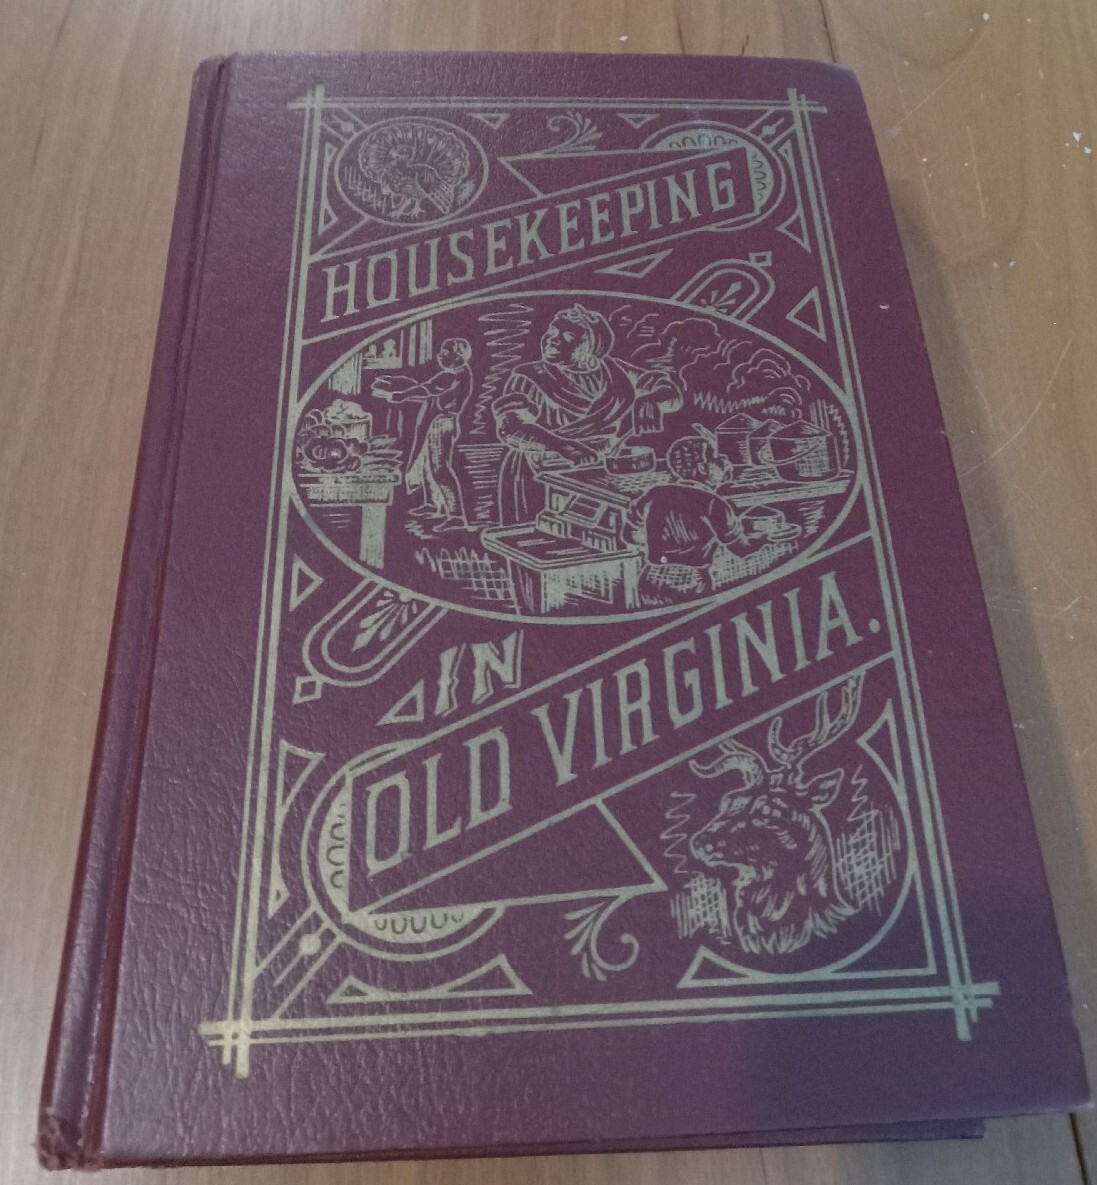 HOUSEKEEPING
IN
OLD VIRGINIA.